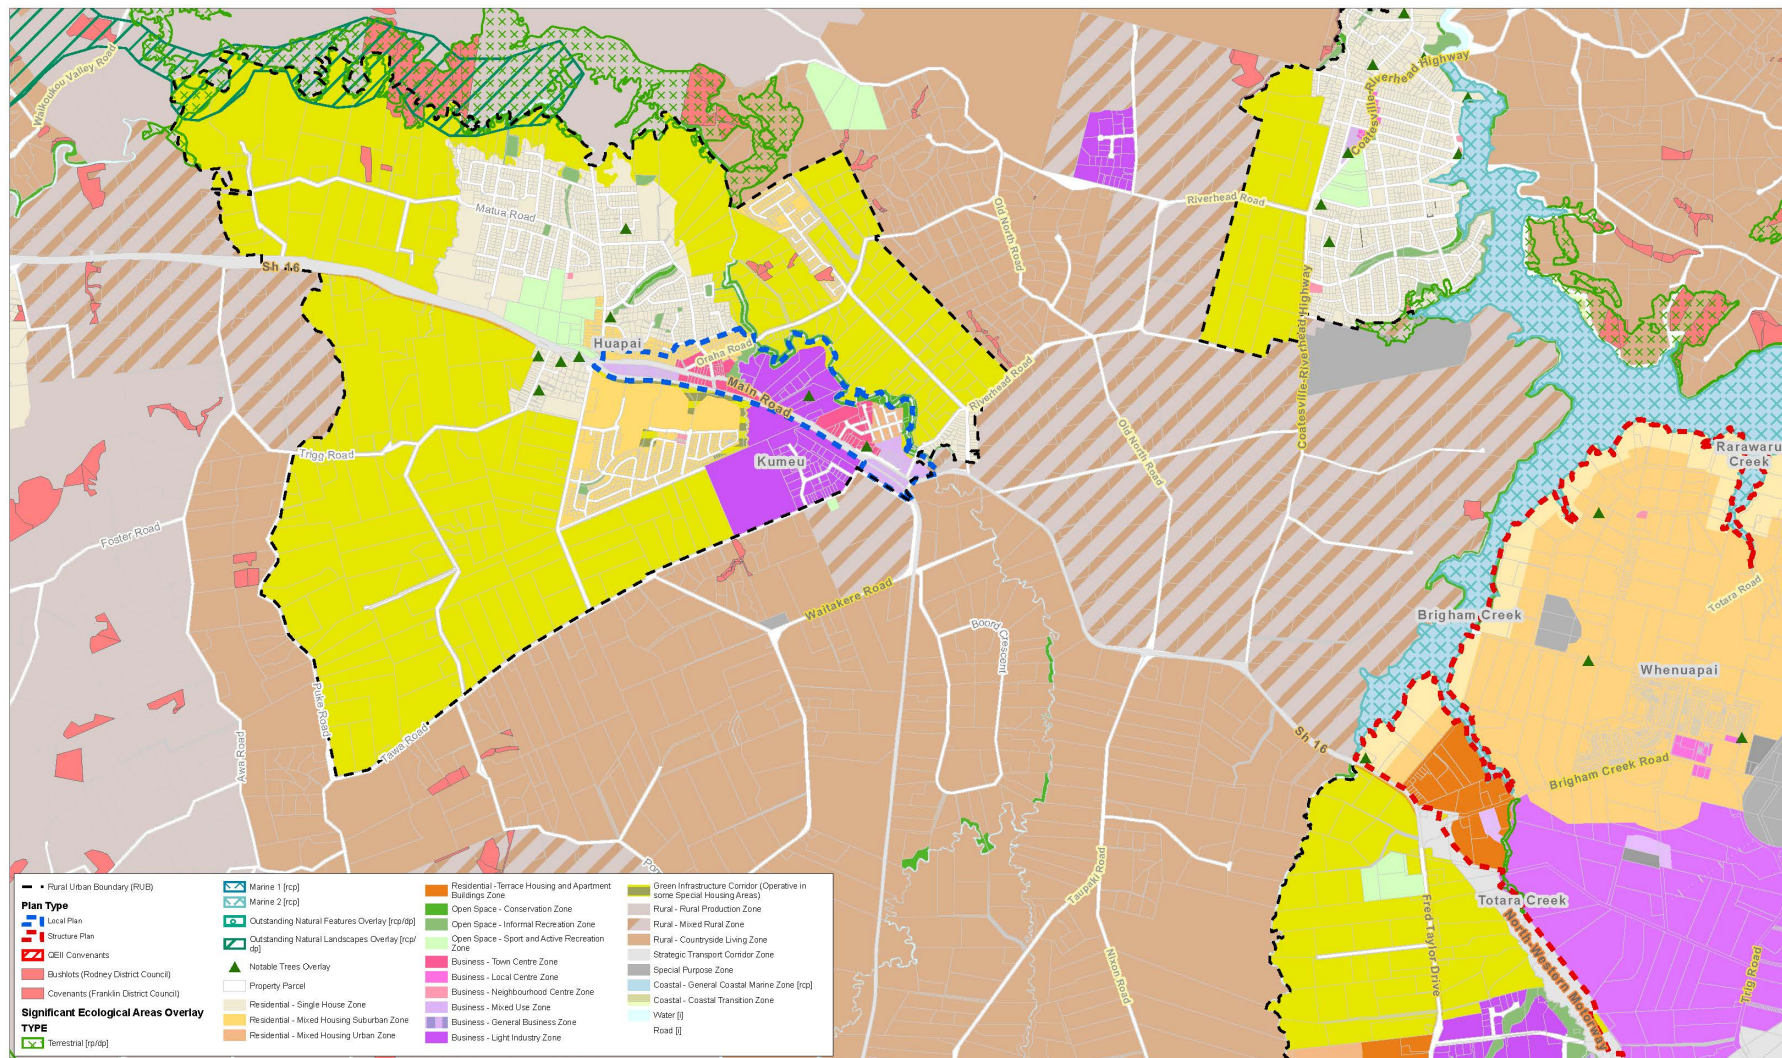 Waikoukou Valley Road
Coatesville-Riverhead Highway
Matua Road
Old North Road
Riverhead Road
Sh 16
Huapai
Oraha Road
Main Road
Riverhead Road
Coatesville-Riverhead Highway
Trigg Road
Kumeu
Old North Road
Rarawaru
Creek
Foster Road
Waitakere Road
Boord Crescent
Brigham Creek
Totara Road
Whenuapai
Puke Road
Tawa Road
Awa Road
Sh 16
Brigham Creek Road
Taupaki Road
Fred Taylor Drive
Totara Creek
North-Western Motorway
Nixon Road
Trig Road
Rural Urban Boundary (RUB)
Plan Type
Local Plan
Structure Plan
QEII Convenants
Bushlots (Rodney District Council)
Covenants (Franklin District Council)
Significant Ecological Areas Overlay
TYPE
Terrestrial [rp/dp]
Marine 1 [rcp]
Marine 2 [rcp]
Outstanding Natural Features Overlay [rcp/dp]
Outstanding Natural Landscapes Overlay [rcp/
dp]
Notable Trees Overlay
Property Parcel
Residential - Single House Zone
Residential - Mixed Housing Suburban Zone
Residential - Mixed Housing Urban Zone
Residential -Terrace Housing and Apartment
Buildings Zone
Open Space - Conservation Zone
Open Space - Informal Recreation Zone
Open Space - Sport and Active Recreation
Zone
Business - Town Centre Zone
Business - Local Centre Zone
Business - Neighbourhood Centre Zone
Business - Mixed Use Zone
Business - General Business Zone
Business - Light Industry Zone
Green Infrastructure Corridor (Operative in
some Special Housing Areas)
Rural - Rural Production Zone
Rural - Mixed Rural Zone
Rural - Countryside Living Zone
Strategic Transport Corridor Zone
Special Purpose Zone
Coastal - General Coastal Marine Zone [rcp]
Coastal - Coastal Transition Zone
Water [i]
Road [i]